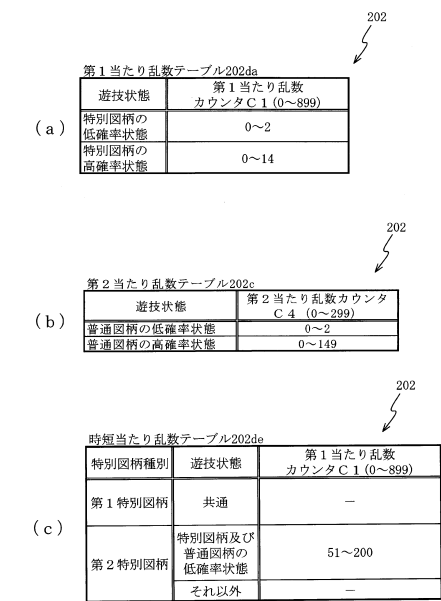 202
第1当たり乱数テーブル202da
遊技状態
第1当たり乱数
カウンタC1(0～899)
(a)
特別図柄の
低確率状態
0～2
特別図柄の
高確率状態
0～14
202
第2当たり乱数テーブル202c
遊技状態
第2当たり乱数カウンタ
C4 (0～299)
(b)
普通図柄の低確率状態
0～2
普通図柄の高確率状態
0～149
202
時短当たり乱数テーブル202de
特別図柄種別
遊技状態
第1当たり乱数
カウンタC1(0～899)
第1特別図柄
共通
－
(c)
第2特別図柄
特別図柄及び
普通図柄の
低確率状態
51～200
それ以外
－